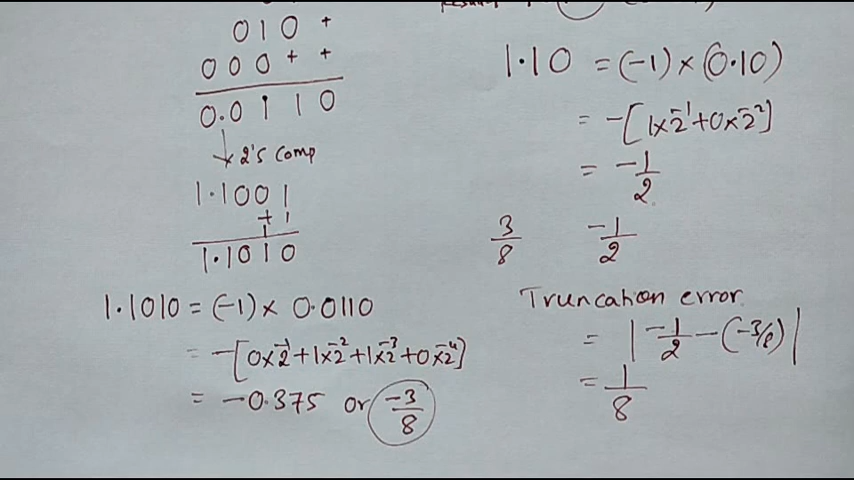 010 +
000 + +
0.0110
↓ 2's comp
1.1001
+ 1
1.1010
1.1010 = (-1) × 0.0110
= -[0×2⁻¹+1×2⁻²+1×2⁻³+0×2⁻⁴]
= -0.375 or -3/8
1.10 = (-1) × (0.10)
= -[1×2⁻¹+0×2⁻²]
= -1/2
3/8 -1/2
Truncation error
= |-1/2 - (-3/8)|
= 1/8